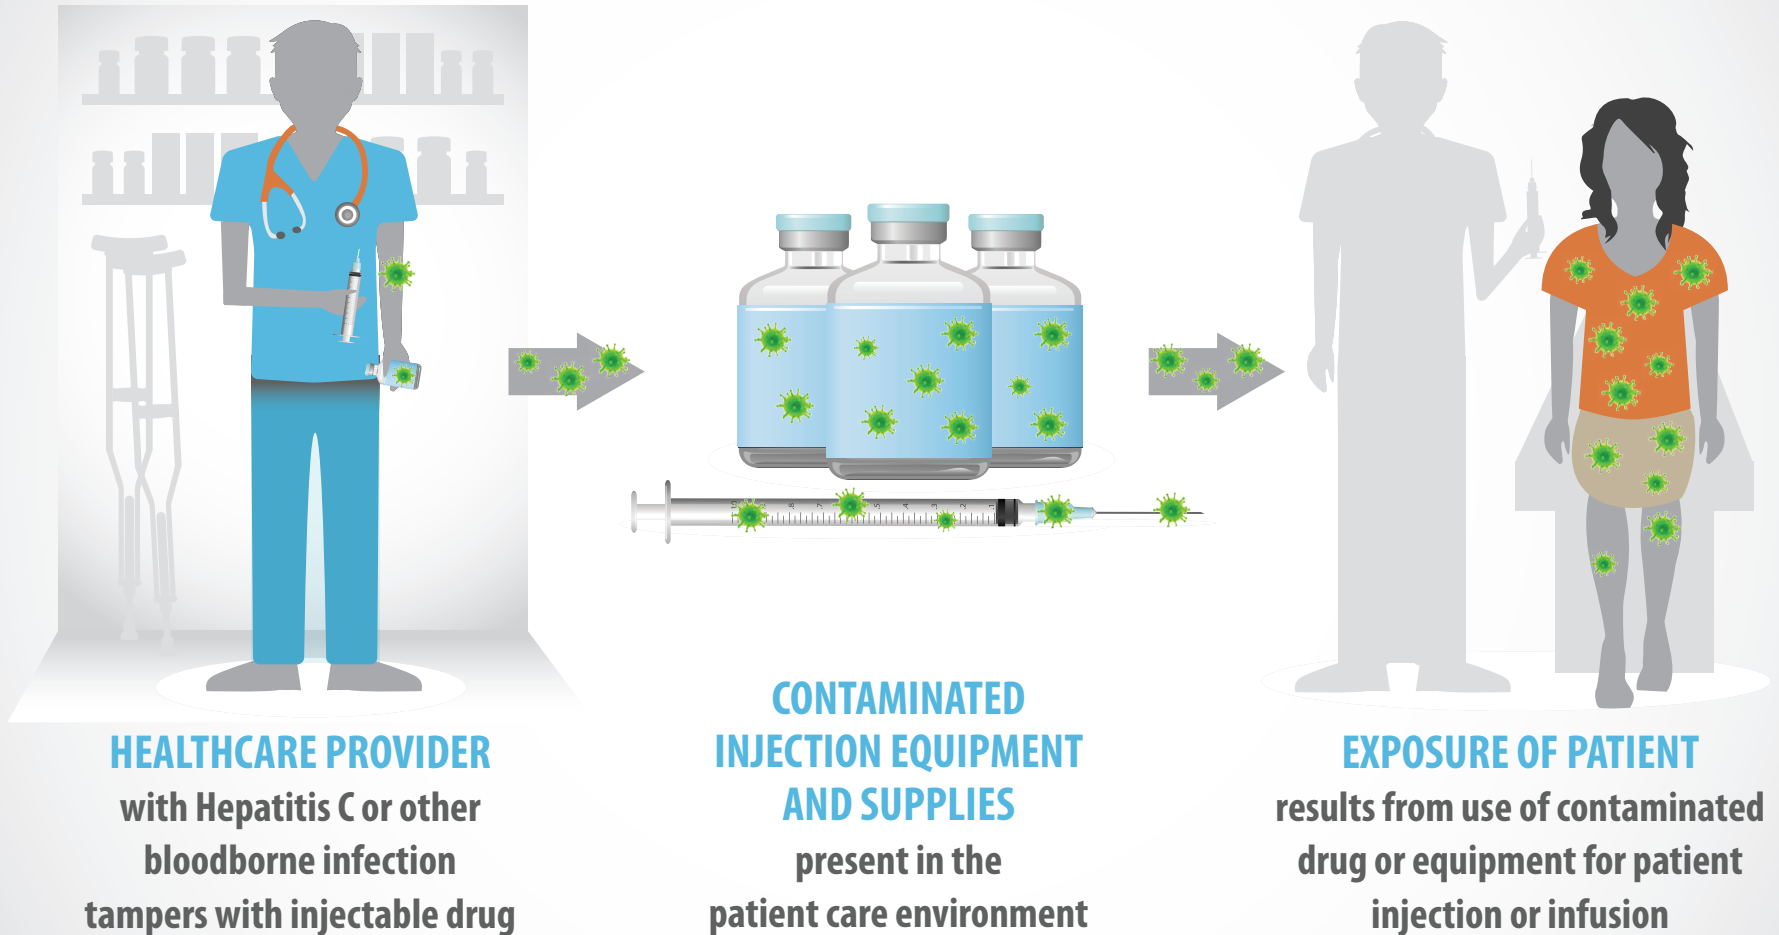 HEALTHCARE PROVIDER
with Hepatitis C or other
bloodborne infection
tampers with injectable drug
CONTAMINATED
INJECTION EQUIPMENT
AND SUPPLIES
present in the
patient care environment
EXPOSURE OF PATIENT
results from use of contaminated
drug or equipment for patient
injection or infusion